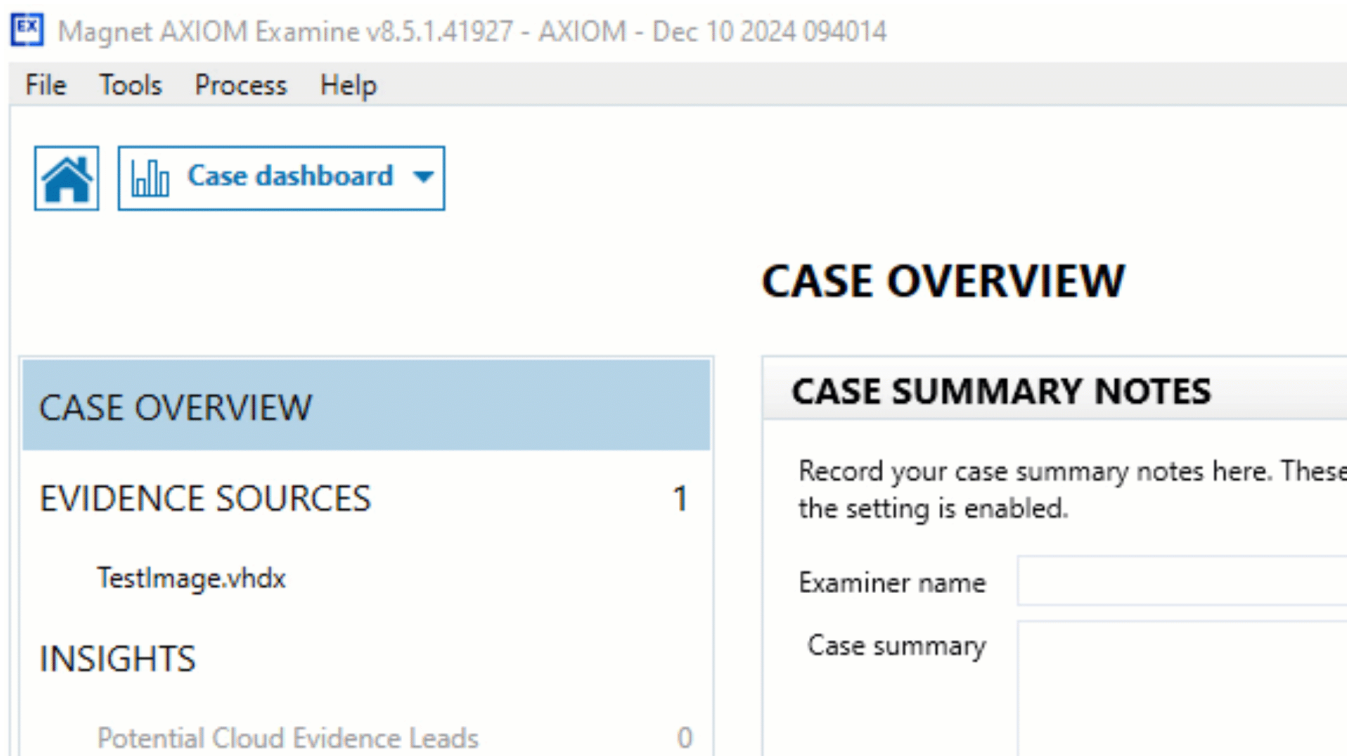 EX Magnet AXIOM Examine v8.5.1.41927 - AXIOM - Dec 10 2024 094014
File Tools Process Help
Case dashboard
CASE OVERVIEW
CASE OVERVIEW
EVIDENCE SOURCES 1
TestImage.vhdx
INSIGHTS
Potential Cloud Evidence Leads 0
CASE SUMMARY NOTES
Record your case summary notes here. These
the setting is enabled.
Examiner name
Case summary